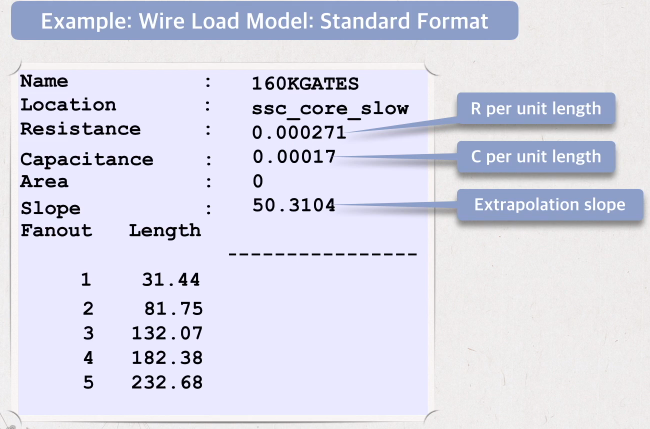 Example: Wire Load Model: Standard Format
Name : 160KGATES
Location : ssc_core_slow
Resistance : 0.000271
R per unit length
Capacitance : 0.00017
C per unit length
Area : 0
Slope : 50.3104
Extrapolation slope
Fanout Length
----------------
1 31.44
2 81.75
3 132.07
4 182.38
5 232.68